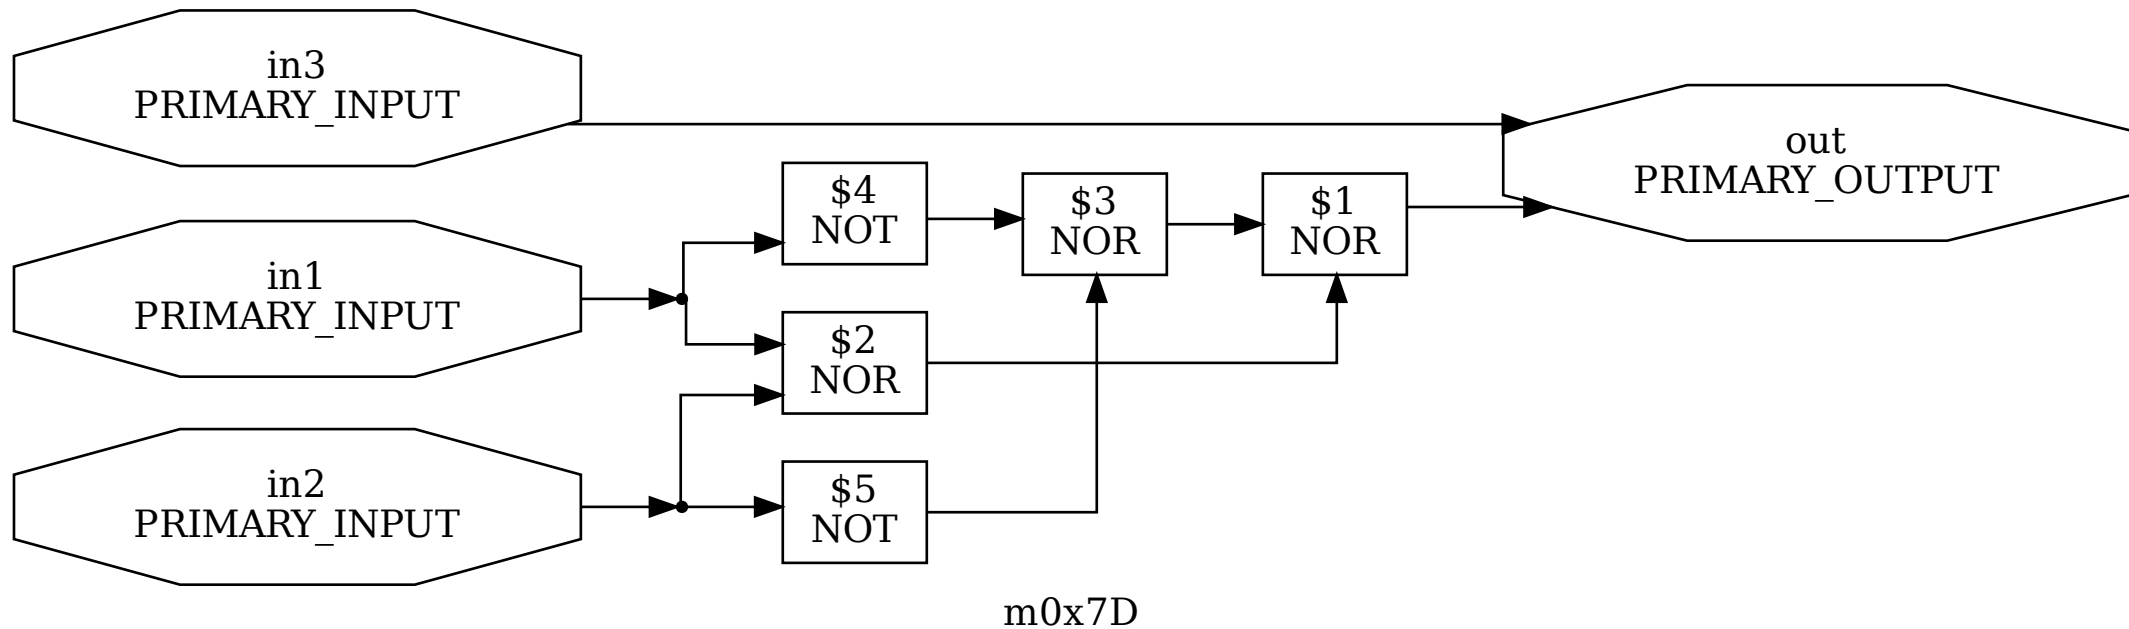 in3
PRIMARY_INPUT
out
PRIMARY_OUTPUT
$4
NOT
$3
NOR
$1
NOR
in1
PRIMARY_INPUT
$2
NOR
in2
PRIMARY_INPUT
$5
NOT
m0x7D